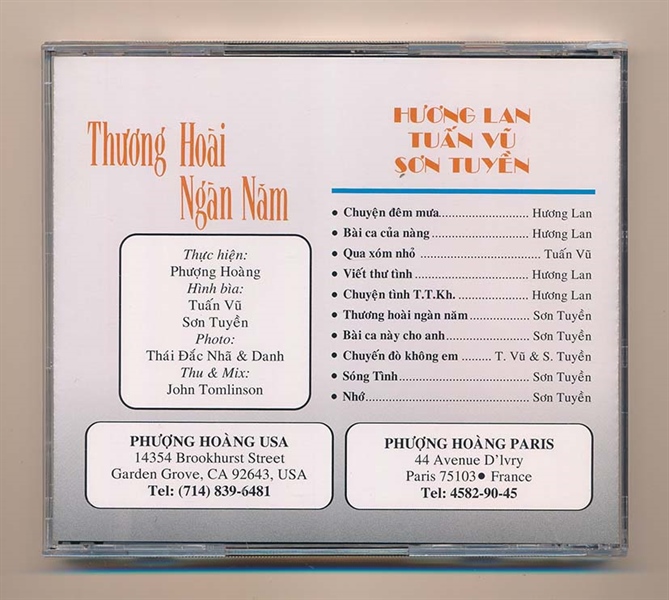 Thương Hoài
Ngàn Năm
HƯƠNG LAN
TUẤN VŨ
SƠN TUYỀN
Thực hiện:
Phượng Hoàng
Hình bìa:
Tuấn Vũ
Sơn Tuyền
Photo:
Thái Đắc Nhã & Danh
Thu & Mix:
John Tomlinson
• Chuyện đêm mưa.......................... Hương Lan
• Bài ca của nàng........................... Hương Lan
• Qua xóm nhỏ ................................... Tuấn Vũ
• Viết thư tình.................................. Hương Lan
• Chuyện tình T.T.Kh. ..................... Hương Lan
• Thương hoài ngàn năm................. Sơn Tuyền
• Bài ca này cho anh........................ Sơn Tuyền
• Chuyến đò không em ........ T. Vũ & S. Tuyền
• Sóng Tình...................................... Sơn Tuyền
• Nhớ................................................ Sơn Tuyền
PHƯỢNG HOÀNG USA
14354 Brookhurst Street
Garden Grove, CA 92643, USA
Tel: (714) 839-6481
PHƯỢNG HOÀNG PARIS
44 Avenue D'lvry
Paris 75103• France
Tel: 4582-90-45